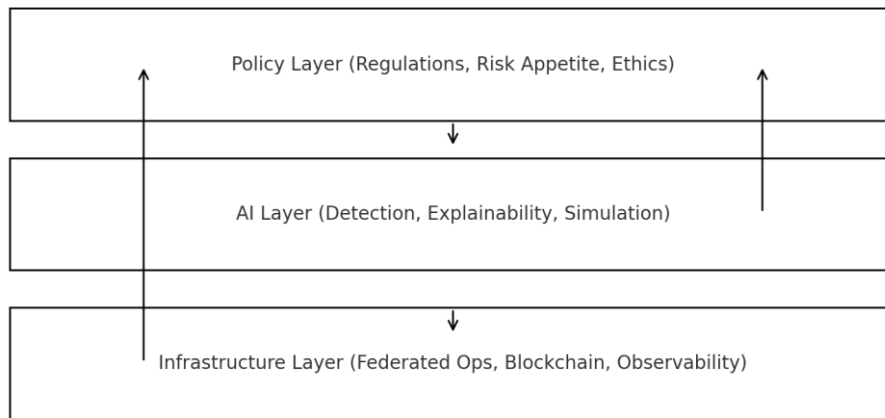 Policy Layer (Regulations, Risk Appetite, Ethics)
AI Layer (Detection, Explainability, Simulation)
Infrastructure Layer (Federated Ops, Blockchain, Observability)